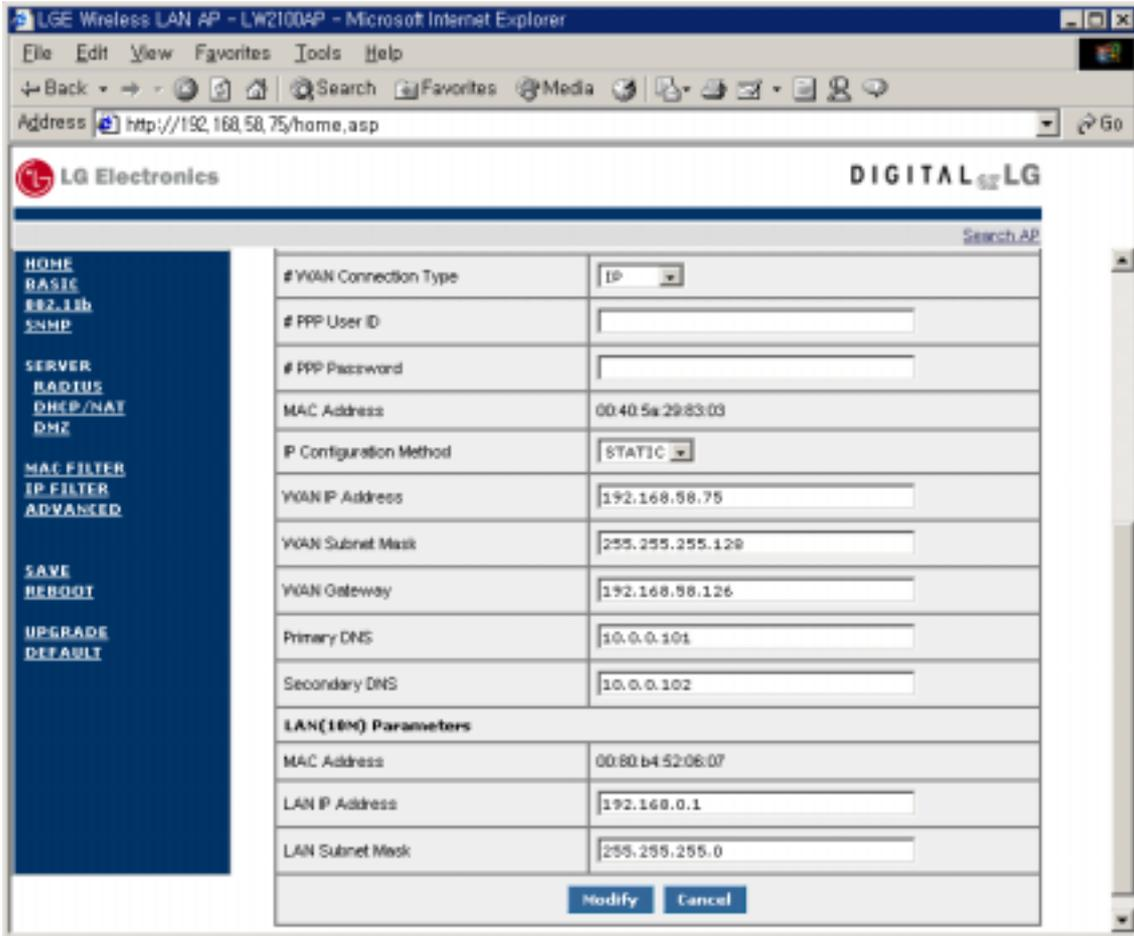 LGE Wireless LAN AP - LW2100AP - Microsoft Internet Explorer
File Edit View Favorites Tools Help
Back Search Favorites Media
Address http://192,168,58,75/home,asp Go
LG Electronics
DIGITAL LG
Search AP
HOME
BASIC
802.11b
SNMP
SERVER
RADIUS
DHCP/NAT
DMZ
MAC FILTER
IP FILTER
ADVANCED
SAVE
REBOOT
UPGRADE
DEFAULT
# WAN Connection Type IP
# PPP User ID
# PPP Password
MAC Address 00:40:5a:29:83:03
IP Configuration Method STATIC
WAN IP Address 192.168.58.75
WAN Subnet Mask 255.255.255.128
WAN Gateway 192.168.58.126
Primary DNS 10.0.0.101
Secondary DNS 10.0.0.102
LAN(10M) Parameters
MAC Address 00:80:b4:52:06:07
LAN IP Address 192.168.0.1
LAN Subnet Mask 255.255.255.0
Modify Cancel